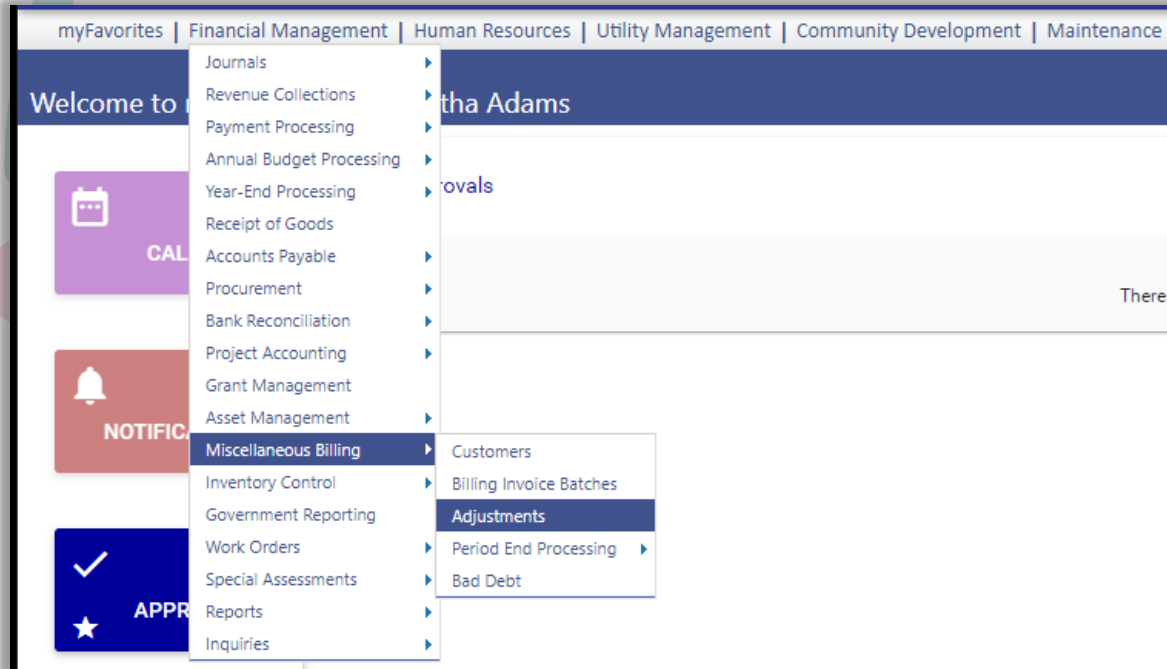 myFavorites | Financial Management | Human Resources | Utility Management | Community Development | Maintenance
Welcome to tha Adams
Journals
Revenue Collections
Payment Processing
Annual Budget Processing
Year-End Processing
Receipt of Goods
Accounts Payable
Procurement
Bank Reconciliation
Project Accounting
Grant Management
Asset Management
Miscellaneous Billing
Inventory Control
Government Reporting
Work Orders
Special Assessments
Reports
Inquiries
Customers
Billing Invoice Batches
Adjustments
Period End Processing
Bad Debt
ovals
There
CAL
NOTIFIC
APPR